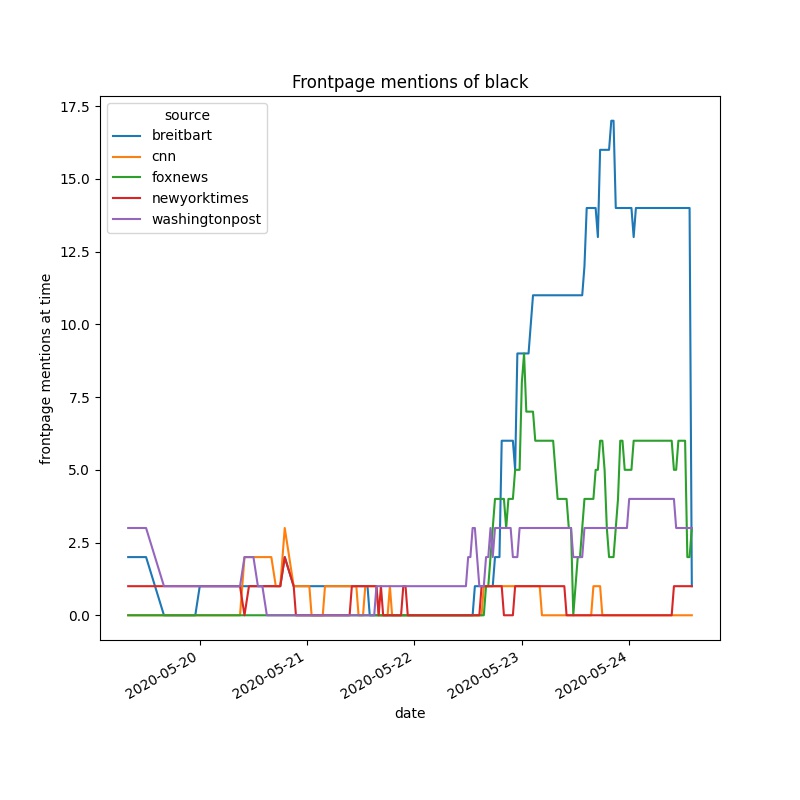 Frontpage mentions of black
source
breitbart
cnn
foxnews
newyorktimes
washingtonpost
frontpage mentions at time
17.5
15.0
12.5
10.0
7.5
5.0
2.5
0.0
2020-05-20
2020-05-21
2020-05-22
2020-05-23
2020-05-24
date